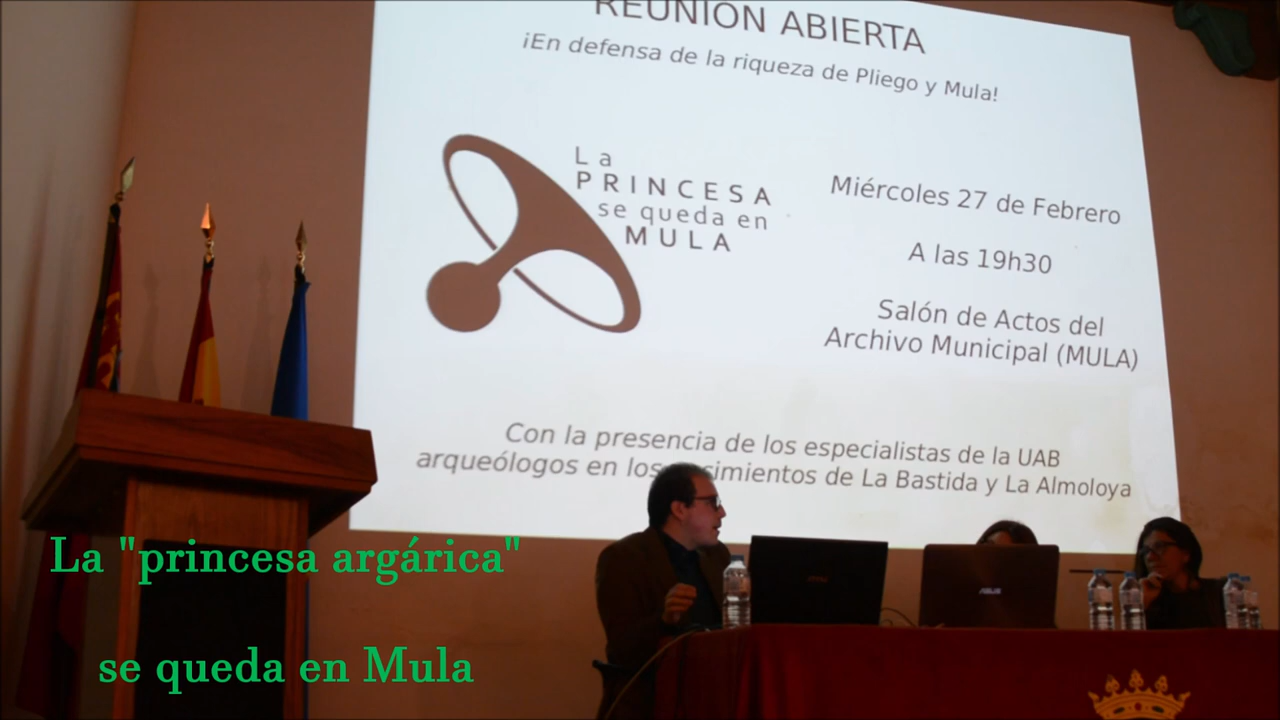 REUNIÓN ABIERTA
¡En defensa de la riqueza de Pliego y Mula!
La
PRINCESA
se queda en
MULA
Miércoles 27 de Febrero
A las 19h30
Salón de Actos del
Archivo Municipal (MULA)
Con la presencia de los especialistas de la UAB
arqueólogos en los yacimientos de La Bastida y La Almoloya
ASUS
La "princesa argárica"
se queda en Mula